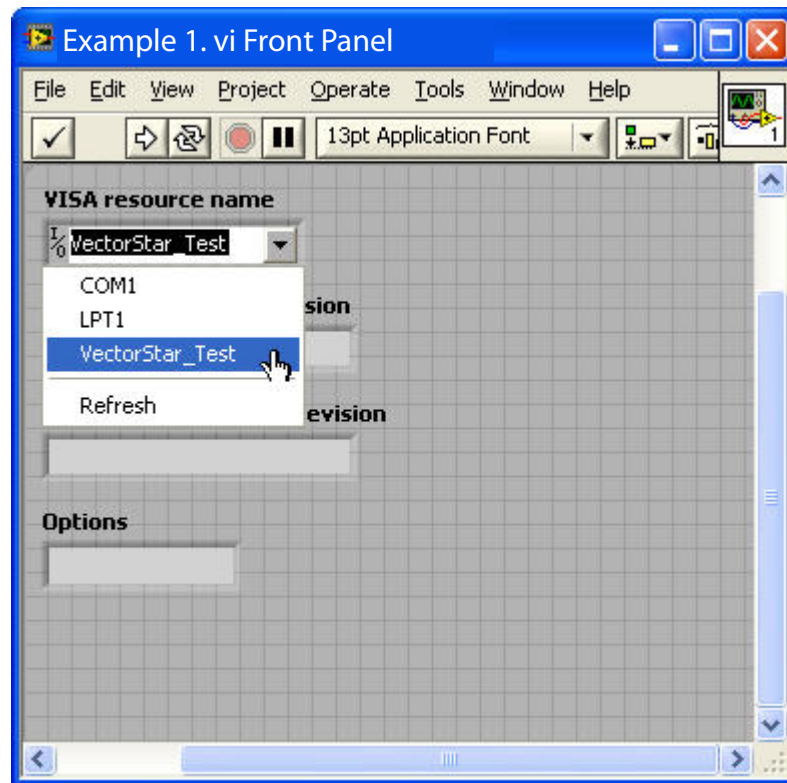 Example 1. vi Front Panel
File Edit View Project Operate Tools Window Help
13pt Application Font
1
VISA resource name
I/O VectorStar_Test
COM1
LPT1
sion
VectorStar_Test
Refresh
evision
Options